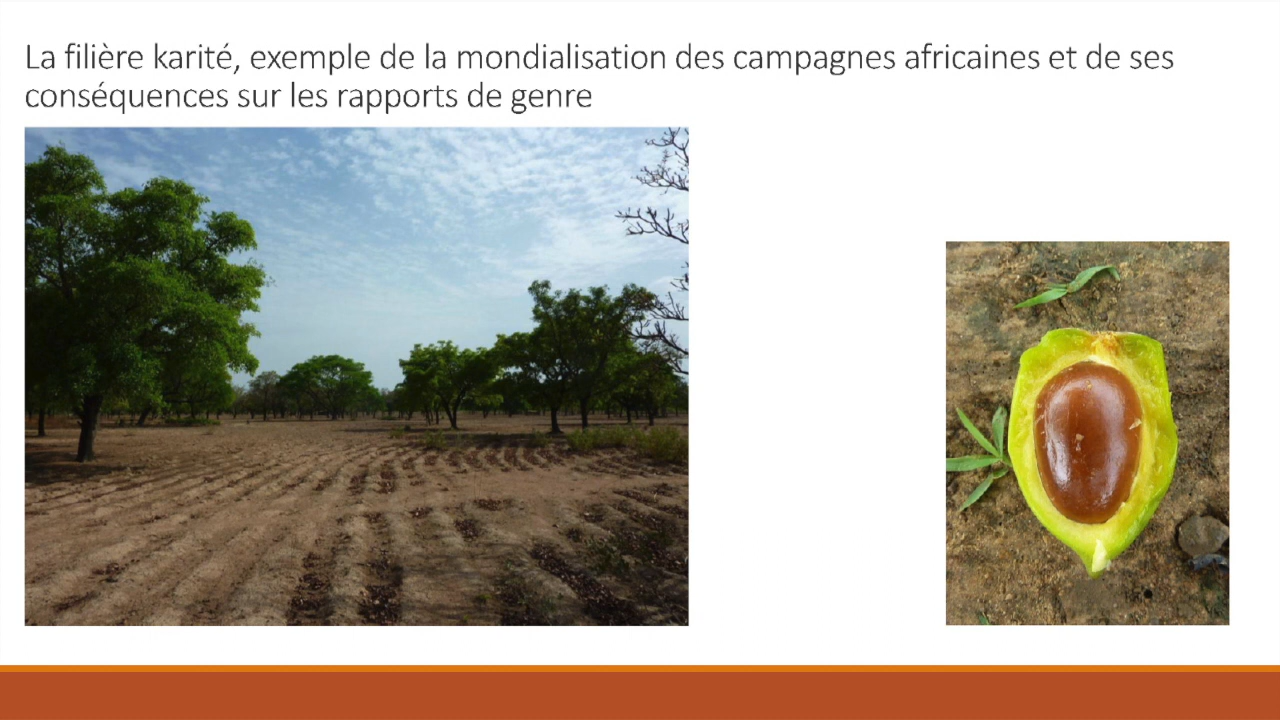 La filière karité, exemple de la mondialisation des campagnes africaines et de ses
conséquences sur les rapports de genre